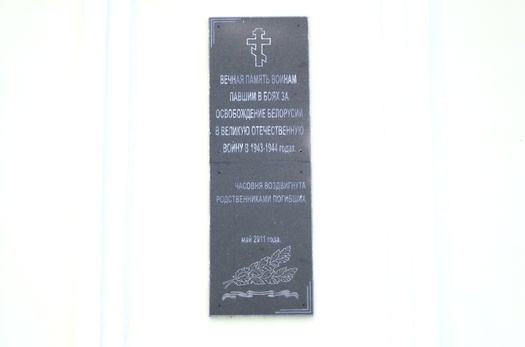 ВЕЧНАЯ ПАМЯТЬ ВОИНАМ
ПАВШИМ В БОЯХ ЗА
ОСВОБОЖДЕНИЕ БЕЛОРУСИИ
В ВЕЛИКУЮ ОТЕЧЕСТВЕННУЮ
ВОЙНУ В 1943-1944 годах.
ЧАСОВНЯ ВОЗДВИГНУТА
РОДСТВЕННИКАМИ ПОГИБШИХ
май 2011 года.